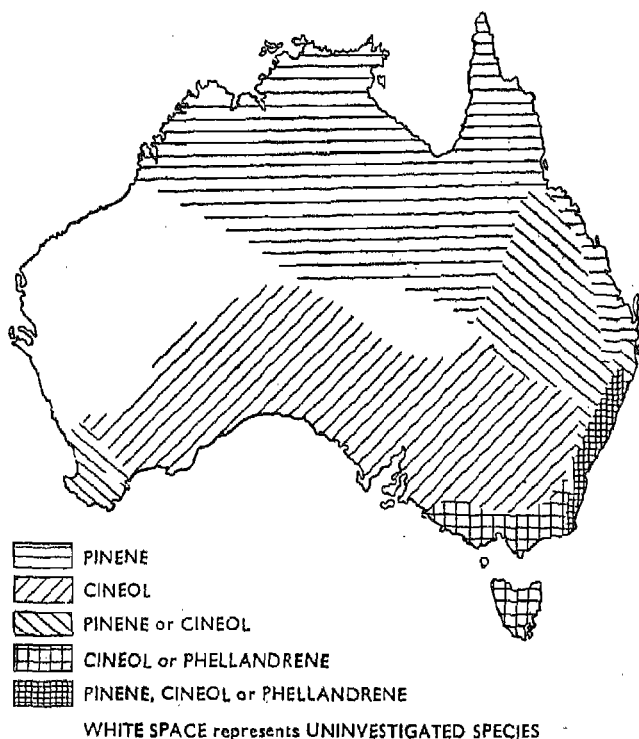 PINENE
CINEOL
PINENE or CINEOL
CINEOL or PHELLANDRENE
PINENE, CINEOL or PHELLANDRENE
WHITE SPACE represents UNINVESTIGATED SPECIES